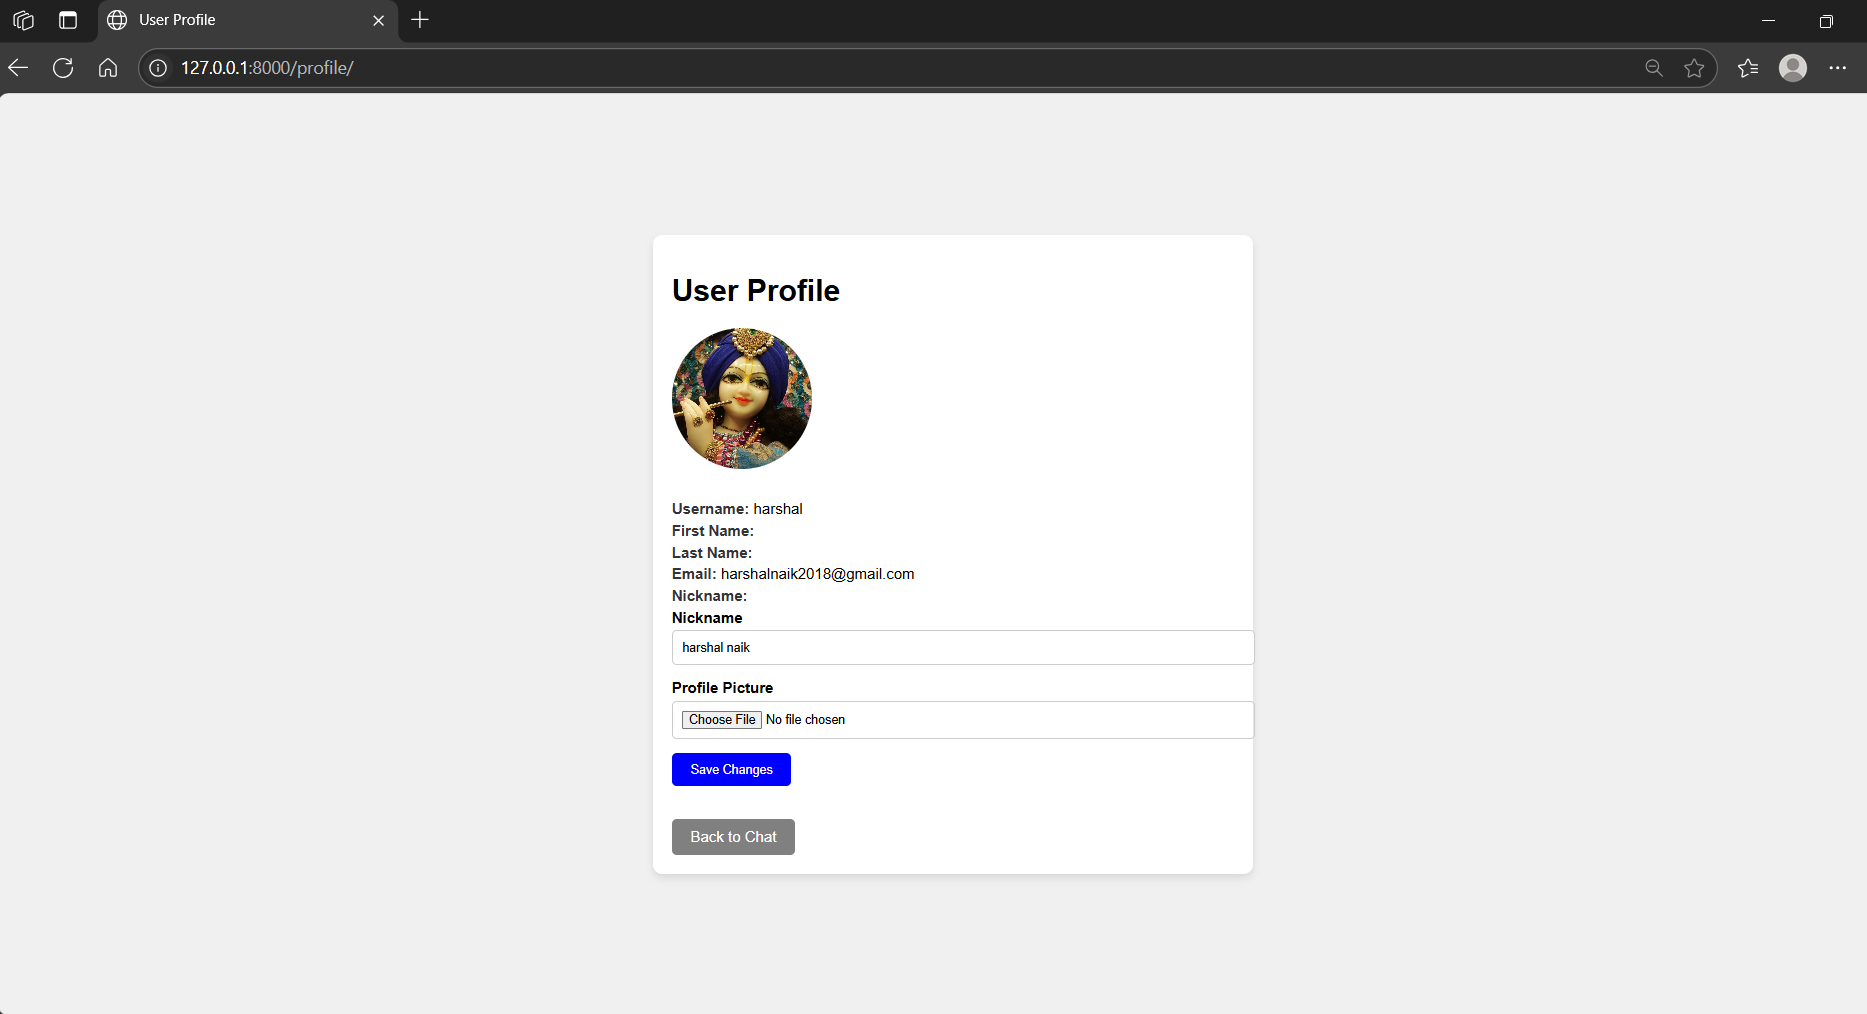 User Profile
127.0.0.1:8000/profile/
User Profile
Username: harshal
First Name:
Last Name:
Email: harshalnaik2018@gmail.com
Nickname:
Nickname
harshal naik
Profile Picture
Choose File No file chosen
Save Changes
Back to Chat